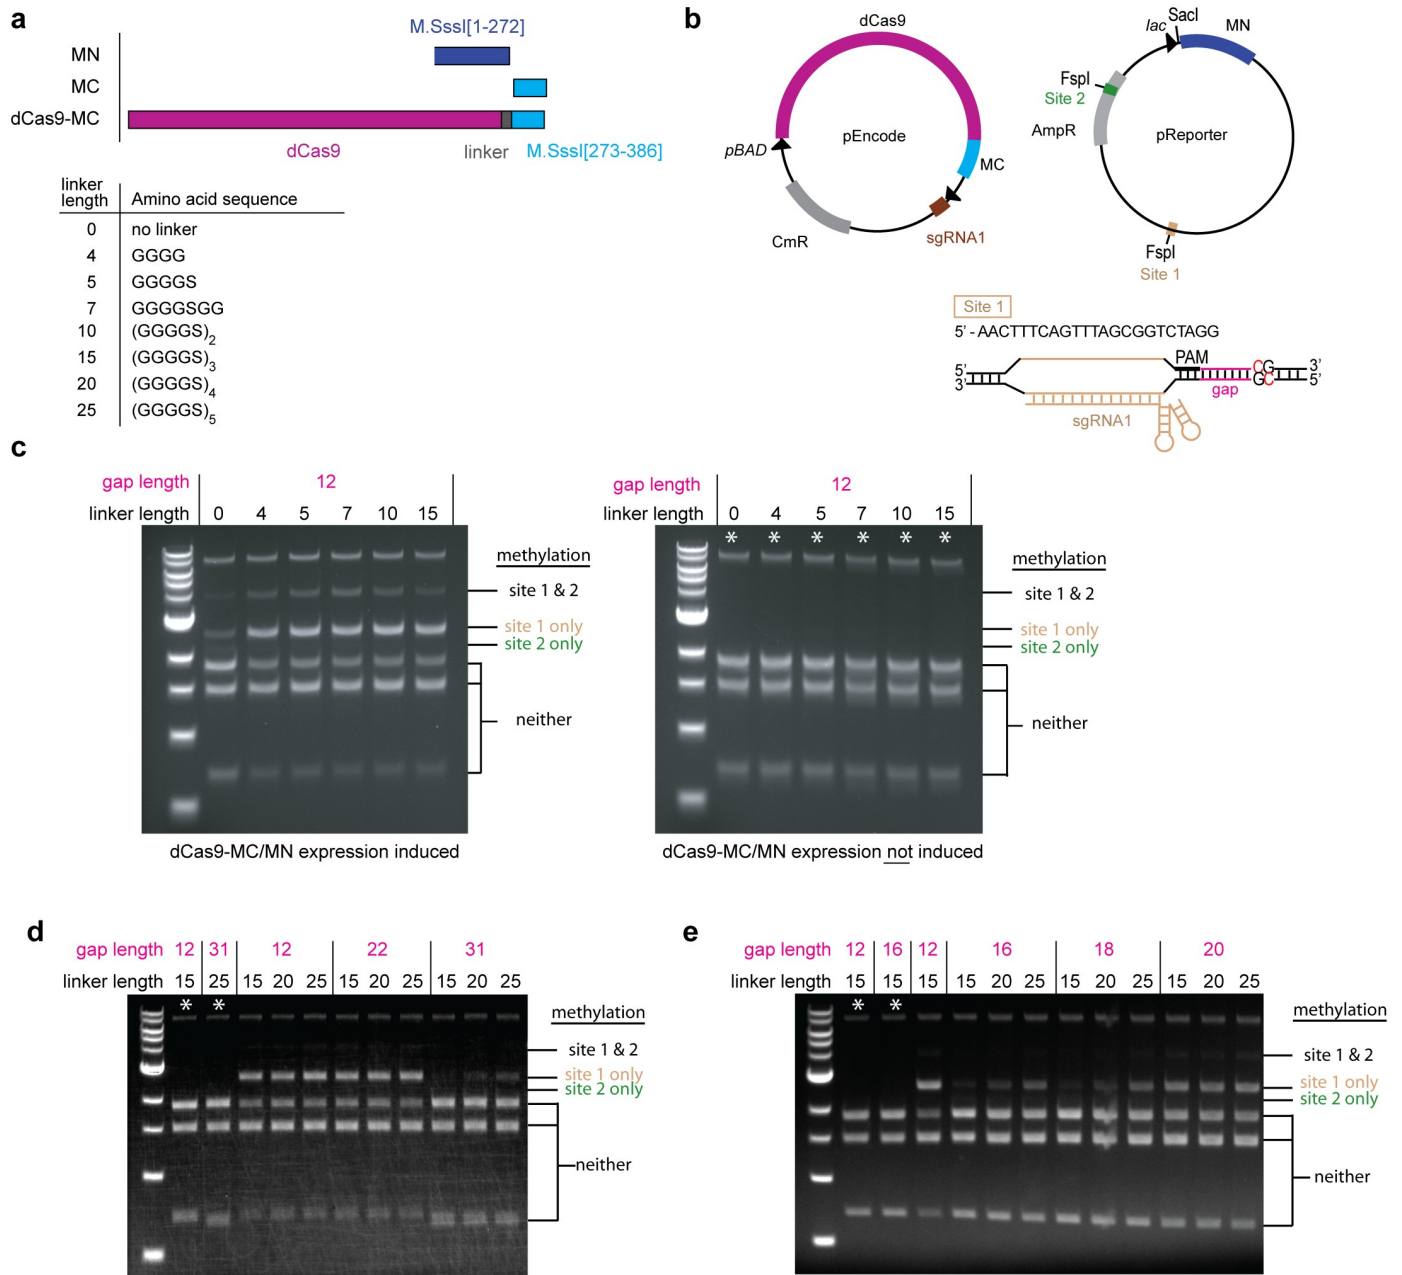 a
M.SssI[1-272]
MN
MC
dCas9-MC
dCas9
linker
M.SssI[273-386]
linker length
Amino acid sequence
0 no linker
4 GGGG
5 GGGGS
7 GGGGSGG
10 (GGGGS)2
15 (GGGGS)3
20 (GGGGS)4
25 (GGGGS)5
b
dCas9
pEncode
pBAD
MC
CmR
sgRNA1
lac
SacI
MN
FspI
Site 2
AmpR
pReporter
FspI
Site 1
Site 1
5' - AACTTTCAGTTTAGCGGTCTAGG
PAM
CG
5' 3'
3' 5'
GC
gap
sgRNA1
c
gap length 12
linker length 0 4 5 7 10 15
methylation
site 1 & 2
site 1 only
site 2 only
neither
dCas9-MC/MN expression induced
gap length 12
linker length 0 4 5 7 10 15
* * * * * *
methylation
site 1 & 2
site 1 only
site 2 only
neither
dCas9-MC/MN expression not induced
d
gap length 12 31 12 22 31
linker length 15 25 15 20 25 15 20 25 15 20 25
* *
methylation
site 1 & 2
site 1 only
site 2 only
neither
e
gap length 12 16 12 16 18 20
linker length 15 15 15 15 20 25 15 20 25 15 20 25
* *
methylation
site 1 & 2
site 1 only
site 2 only
neither